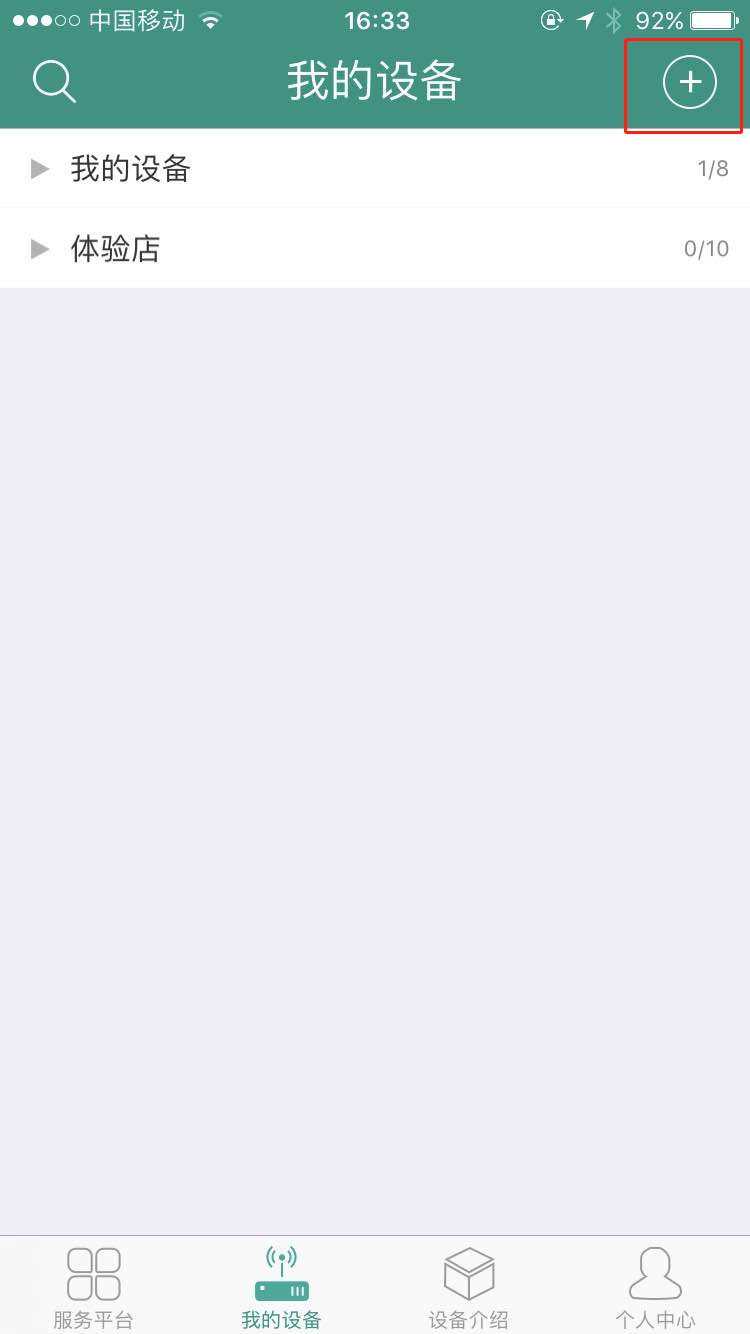 中国移动 16:33 92%
我的设备
我的设备 1/8
体验店 0/10
服务平台 我的设备 设备介绍 个人中心